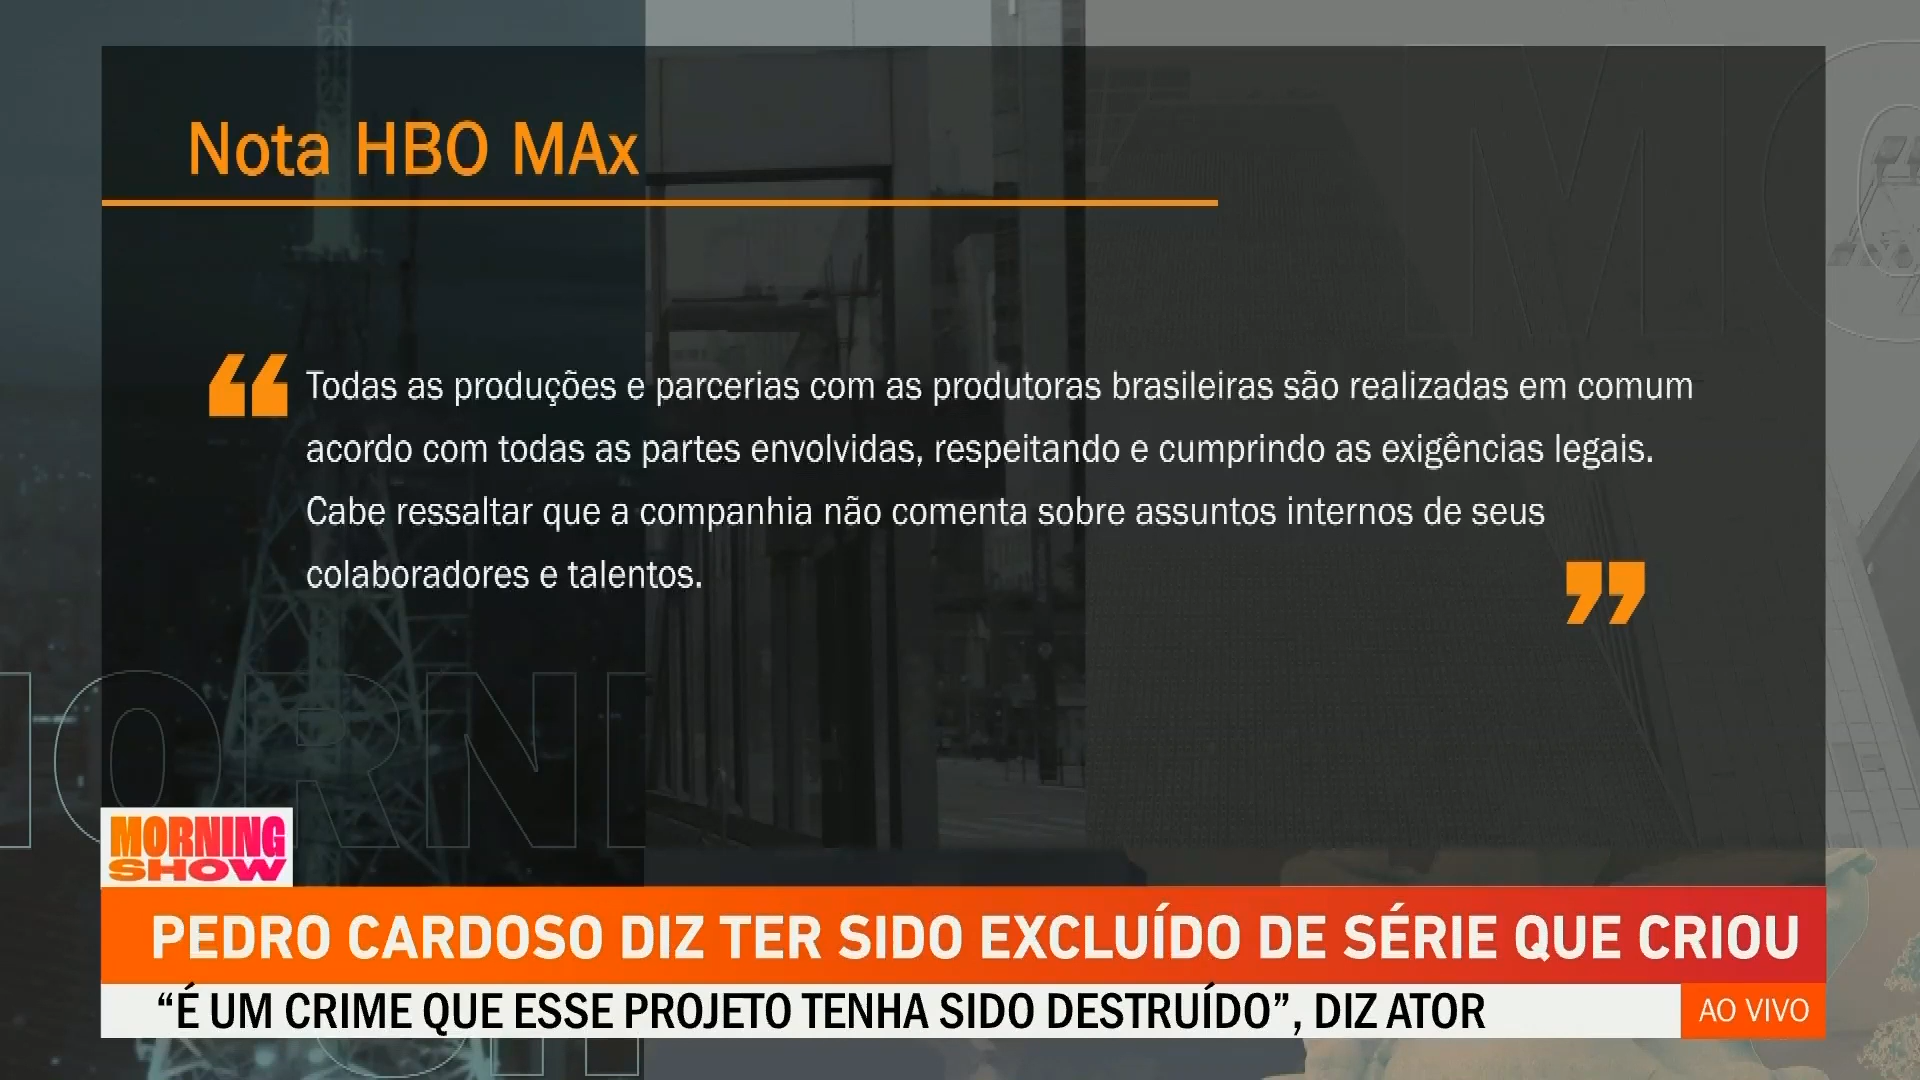 Nota HBO MAx
“Todas as produções e parcerias com as produtoras brasileiras são realizadas em comum
acordo com todas as partes envolvidas, respeitando e cumprindo as exigências legais.
Cabe ressaltar que a companhia não comenta sobre assuntos internos de seus
colaboradores e talentos.”
MORNING
SHOW
PEDRO CARDOSO DIZ TER SIDO EXCLUÍDO DE SÉRIE QUE CRIOU
“É UM CRIME QUE ESSE PROJETO TENHA SIDO DESTRUÍDO”, DIZ ATOR
AO VIVO